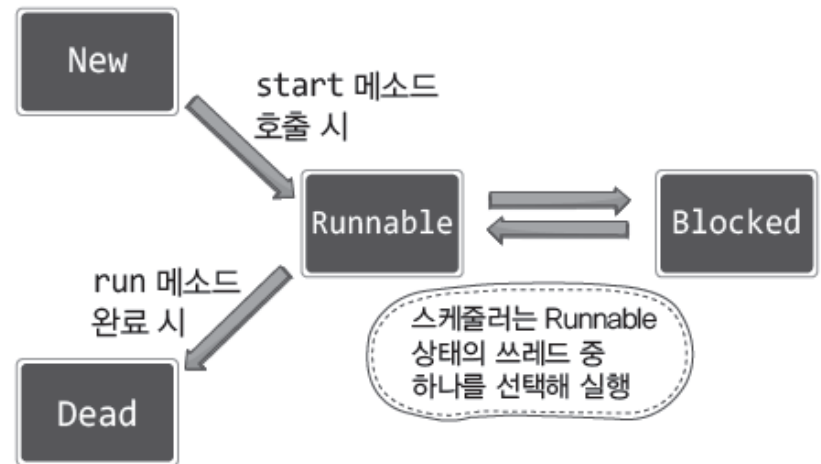 New
start 메소드
호출 시
Runnable
Blocked
run 메소드
완료 시
스케줄러는 Runnable
상태의 쓰레드 중
하나를 선택해 실행
Dead